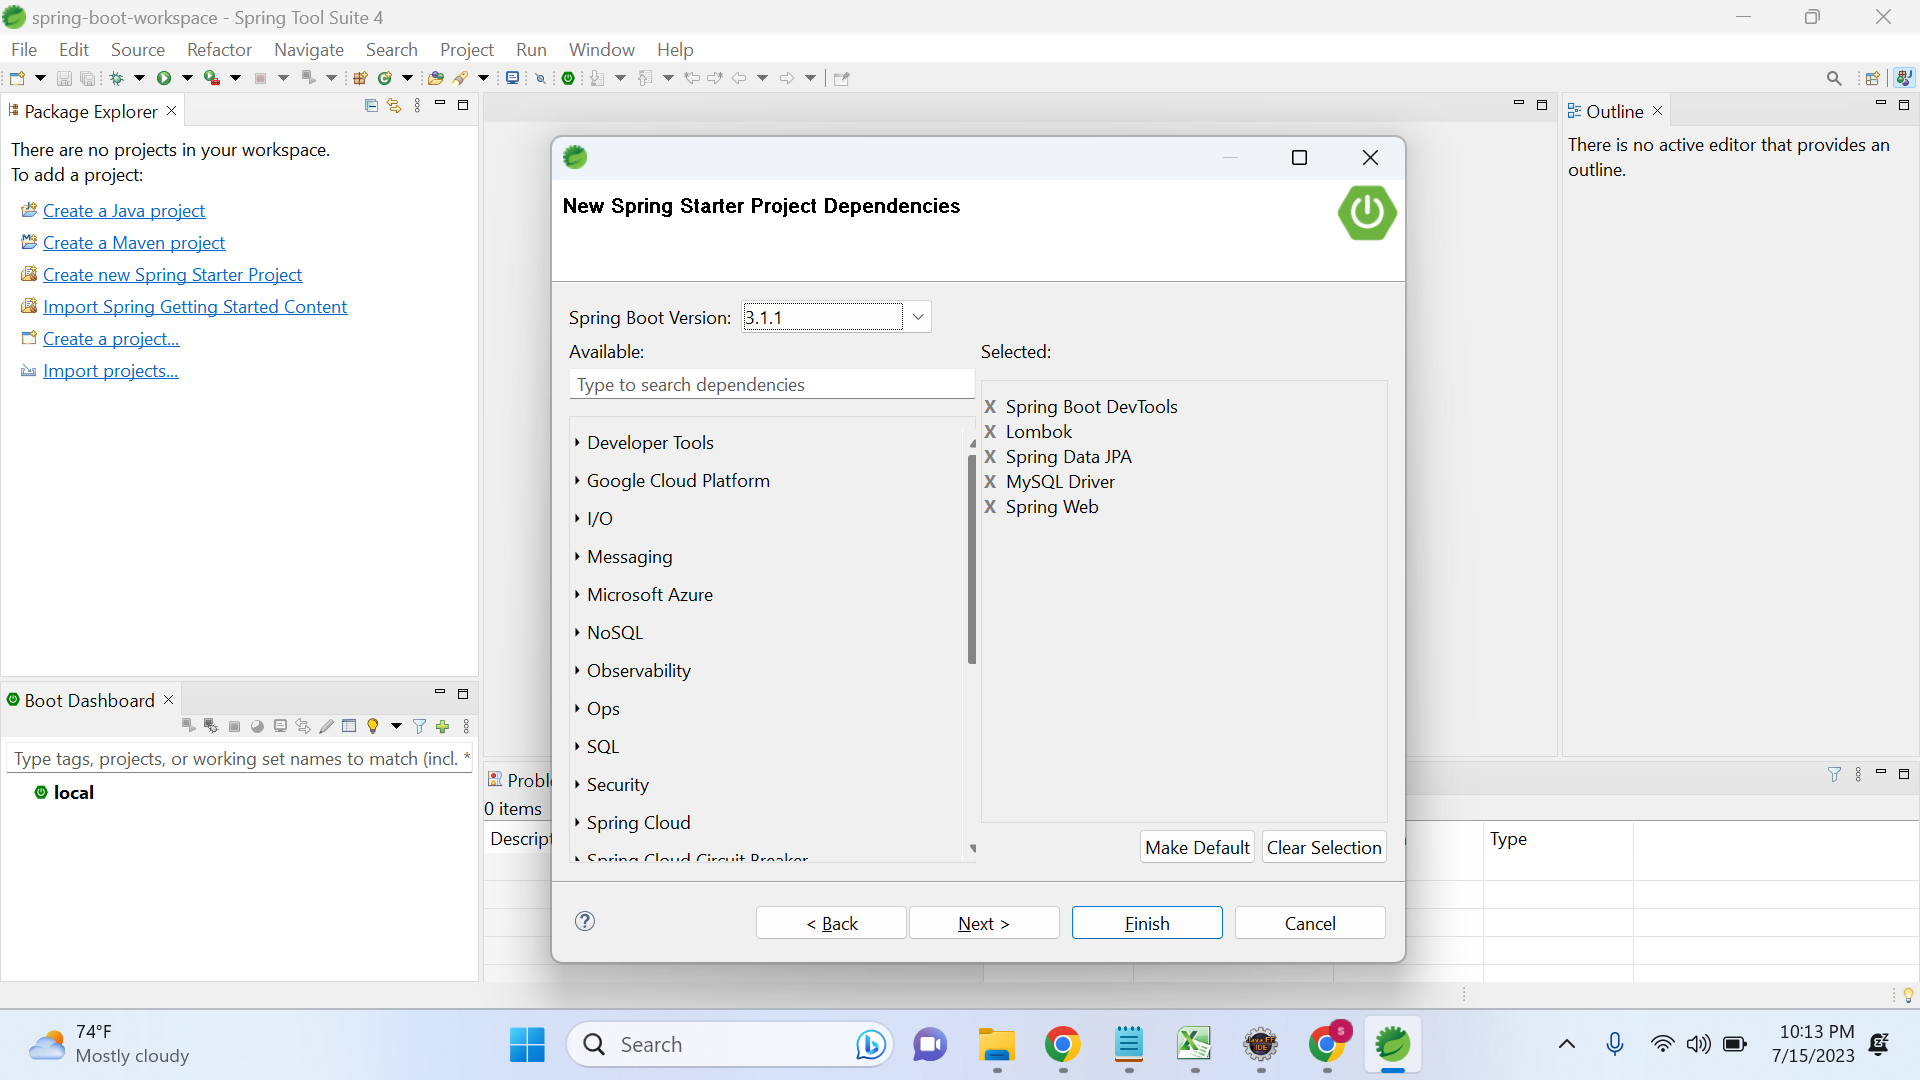 spring-boot-workspace - Spring Tool Suite 4
File Edit Source Refactor Navigate Search Project Run Window Help
Package Explorer
There are no projects in your workspace.
To add a project:
Create a Java project
Create a Maven project
Create new Spring Starter Project
Import Spring Getting Started Content
Create a project...
Import projects...
Boot Dashboard
Type tags, projects, or working set names to match (incl. *
local
New Spring Starter Project Dependencies
Spring Boot Version: 3.1.1
Available:
Type to search dependencies
Developer Tools
Google Cloud Platform
I/O
Messaging
Microsoft Azure
NoSQL
Observability
Ops
SQL
Security
Spring Cloud
Spring Cloud Circuit Breaker
Selected:
X Spring Boot DevTools
X Lombok
X Spring Data JPA
X MySQL Driver
X Spring Web
Make Default Clear Selection
< Back Next > Finish Cancel
Outline
There is no active editor that provides an
outline.
Proble
0 items
Descript
Type
74°F
Mostly cloudy
Search
S
10:13 PM
7/15/2023